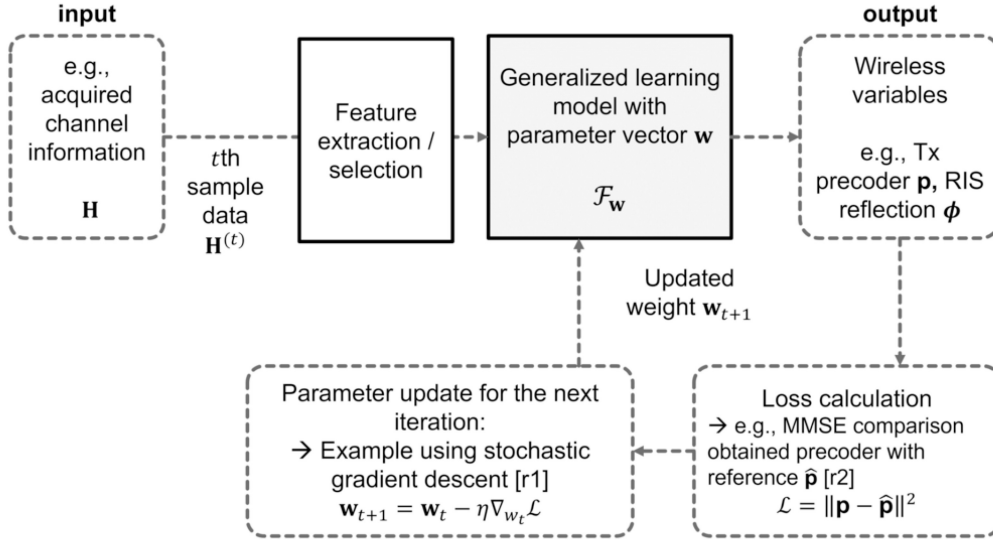 input
e.g.,
acquired
channel
information
H
tth
sample
data
H^(t)
Feature
extraction /
selection
Generalized learning
model with
parameter vector w
ℱ_w
output
Wireless
variables
e.g., Tx
precoder p, RIS
reflection ϕ
Updated
weight w_{t+1}
Parameter update for the next
iteration:
→ Example using stochastic
gradient descent [r1]
w_{t+1} = w_t − η∇_{w_t}ℒ
Loss calculation
→ e.g., MMSE comparison
obtained precoder with
reference p̂ [r2]
ℒ = ‖p − p̂‖²